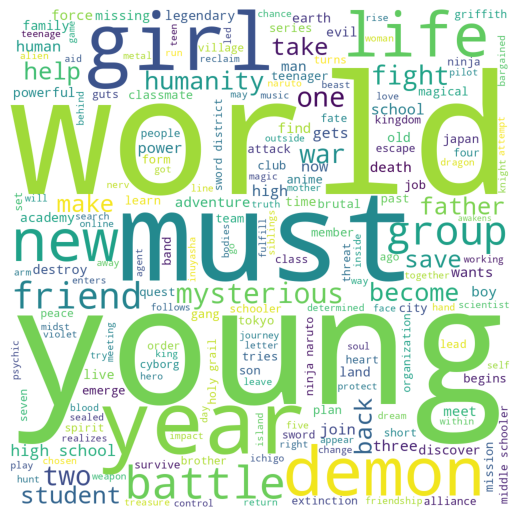 teenage game metal run rise woman
chance teen aid reclaim
legendary earth evil griffith
force missing series
family human powerful
girl
life
village turns alien
guts man teenager take
help humanity
classmate
may music behind beast
naruto love
ninja pilot
magical fight
school
bargained
world
people power form got
sword district
find outside fate kingdom
attack one gets old japan
escape four
war now death
club anime magic mother
knight attempt
dragon
nerv line
make learn high job
set will academy search online
adventure time brutal past
father
new must group
friend
destroy away arm enters
agent band inuyasha
team go bodies
truth fulfill siblings
member class threat inside ago
save working together way
awakens
mysterious become wants
quest follows gang schooler tokyo
boy city determined face hand
scientist
organization
young
psychic peace midst violet
try meeting order king cyborg hero
live emerge
tries son
journey letter leave
holy grail
ninja naruto
soul heart land protect
lead self begins
meet
seven blood spirit realizes
sealed
year
day impact
island
plan
dream within
high school
join back three discover
two
chosen
play hunt weapon
student
survive brother
treasure control
battle
sword five right
ichigo
appear change
short
return extinction friendship alliance
demon
mission
middle schooler